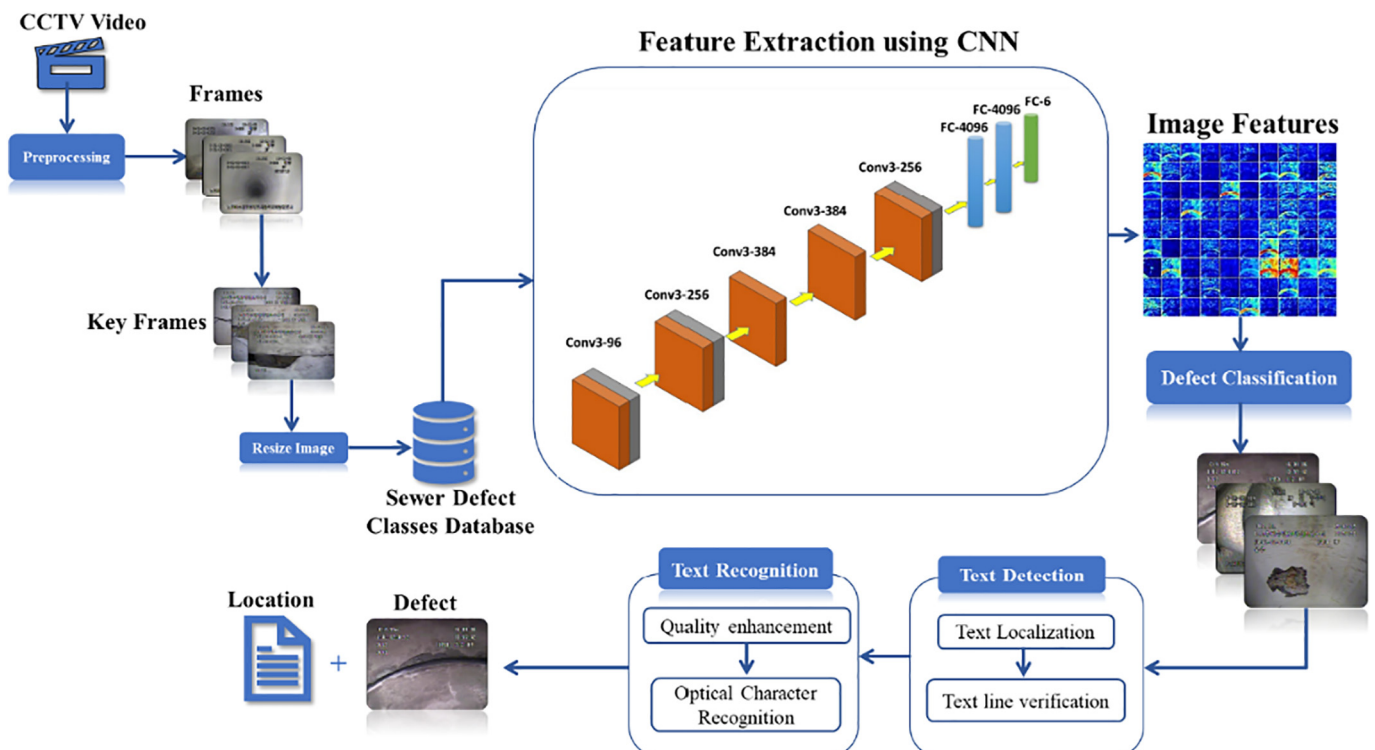 CCTV Video
Preprocessing
Frames
Key Frames
Resize Image
Sewer Defect
Classes Database
Feature Extraction using CNN
Conv3-96
Conv3-256
Conv3-384
Conv3-384
Conv3-256
FC-4096
FC-4096
FC-6
Image Features
Defect Classification
Text Detection
Text Localization
Text line verification
Text Recognition
Quality enhancement
Optical Character
Recognition
Defect
+
Location